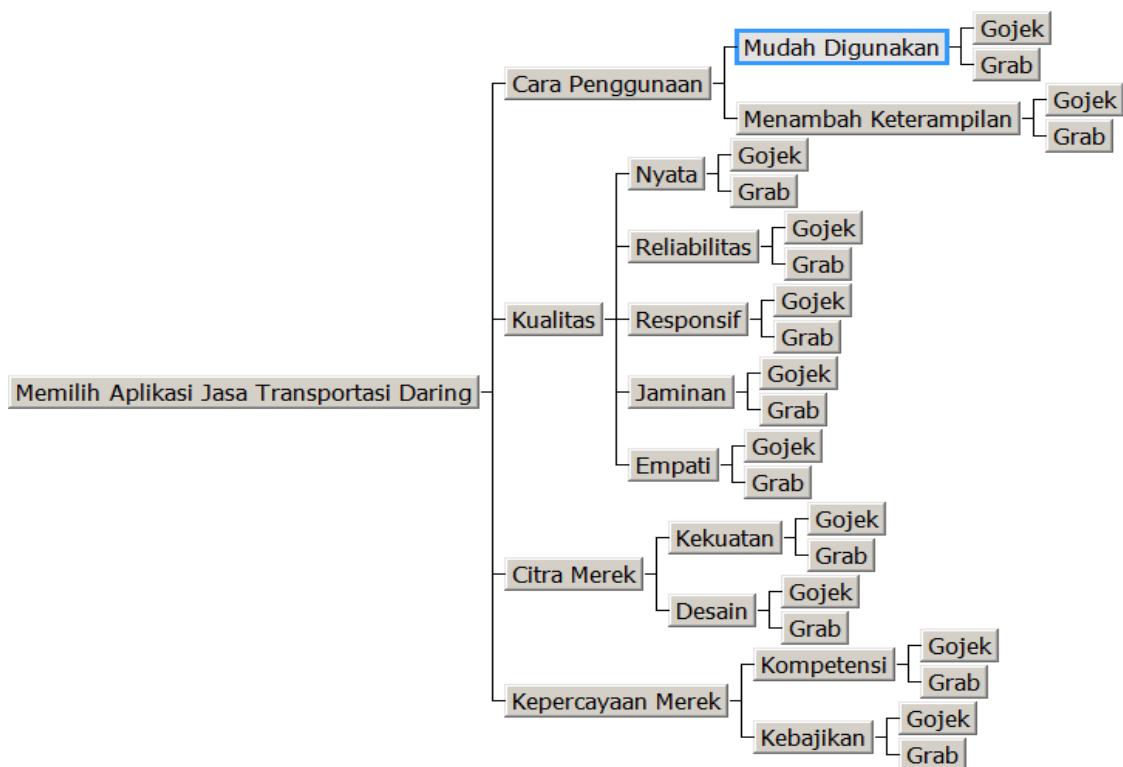 Memilih Aplikasi Jasa Transportasi Daring
Cara Penggunaan
Mudah Digunakan
Gojek
Grab
Menambah Keterampilan
Gojek
Grab
Kualitas
Nyata
Gojek
Grab
Reliabilitas
Gojek
Grab
Responsif
Gojek
Grab
Jaminan
Gojek
Grab
Empati
Gojek
Grab
Citra Merek
Kekuatan
Gojek
Grab
Desain
Gojek
Grab
Kepercayaan Merek
Kompetensi
Gojek
Grab
Kebajikan
Gojek
Grab